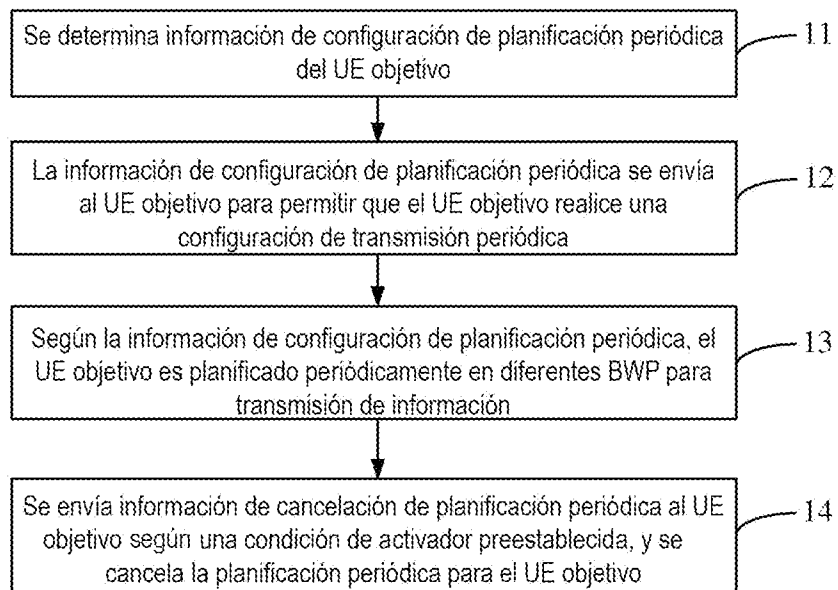 Se determina información de configuración de planificación periódica
del UE objetivo
11
La información de configuración de planificación periódica se envía
al UE objetivo para permitir que el UE objetivo realice una
configuración de transmisión periódica
12
Según la información de configuración de planificación periódica, el
UE objetivo es planificado periódicamente en diferentes BWP para
transmisión de información
13
Se envía información de cancelación de planificación periódica al UE
objetivo según una condición de activador preestablecida, y se
cancela la planificación periódica para el UE objetivo
14